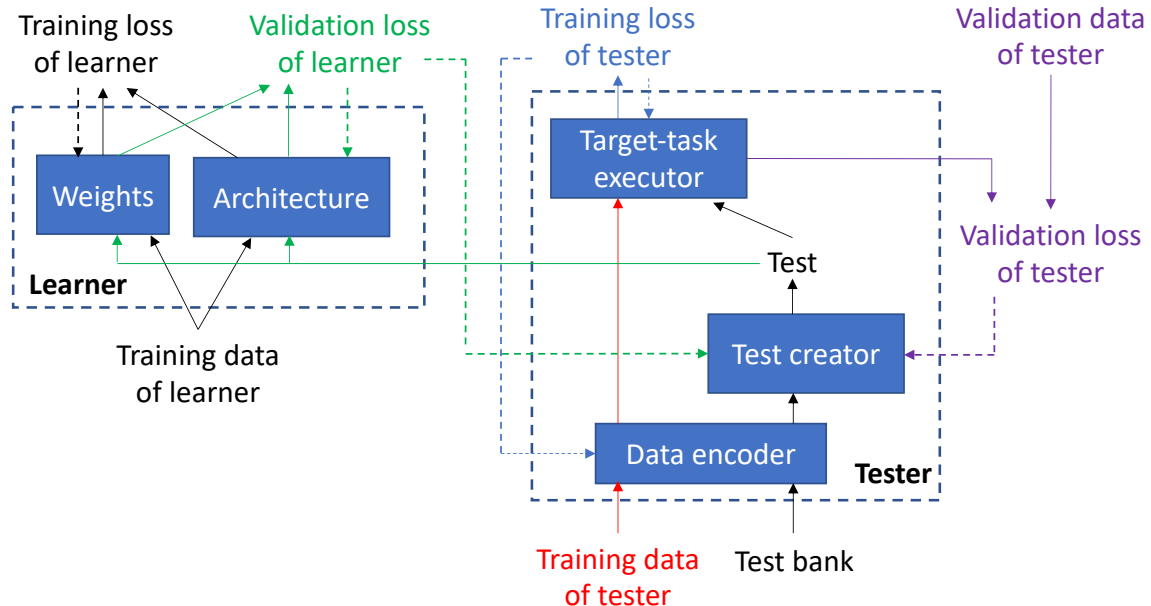 Training loss
of learner
Validation loss
of learner
Training loss
of tester
Validation data
of tester
Target-task
executor
Weights
Architecture
Validation loss
of tester
Test
Learner
Test creator
Training data
of learner
Data encoder
Tester
Training data
of tester
Test bank